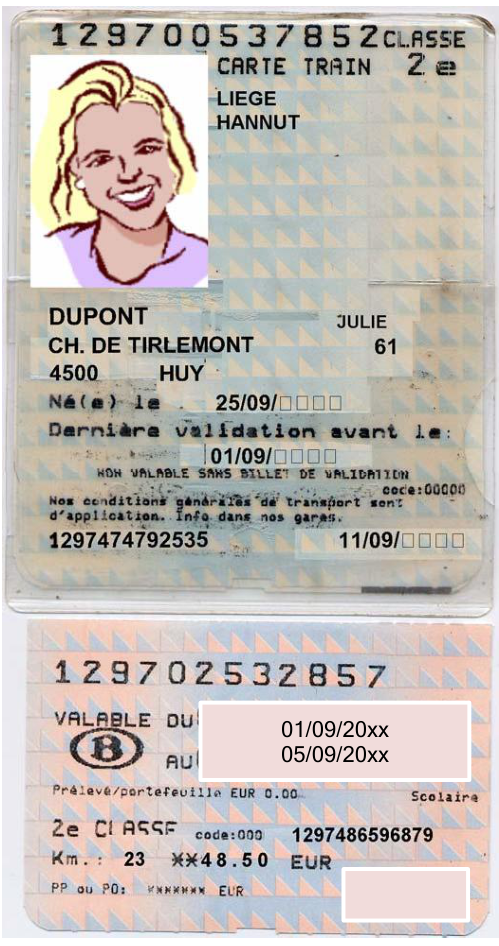 129700537852 CLASSE
CARTE TRAIN 2e
LIEGE
HANNUT
DUPONT JULIE
CH. DE TIRLEMONT 61
4500 HUY
Né(e) le 25/09/□□□□
Dernière validation avant le:
01/09/□□□□
NON VALABLE SANS BILLET DE VALIDATION
code:00000
Nos conditions générales de transport sont
d'application. Info dans nos gares.
1297474792535 11/09/□□□□
129702532857
VALABLE DU 01/09/20xx
B AU 05/09/20xx
Prélevé/portefeuille EUR 0.00 Scolaire
2e CLASSE code:000 1297486596879
Km.: 23 **48.50 EUR
PP ou PO: ******* EUR